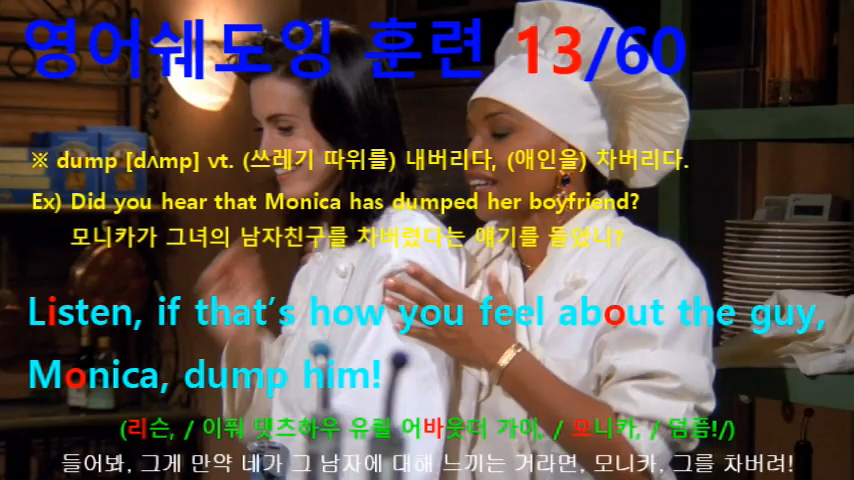 영어쉐도잉 훈련 13/60
※ dump [dʌmp] vt. (쓰레기 따위를) 내버리다, (애인을) 차버리다.
Ex) Did you hear that Monica has dumped her boyfriend?
모니카가 그녀의 남자친구를 차버렸다는 얘기를 들었니?
Listen, if that's how you feel about the guy,
Monica, dump him!
(리슨, / 이풔 댓츠하우 유릴 어바웃더 가이, / 모니카, / 덤픔!/)
들어봐, 그게 만약 네가 그 남자에 대해 느끼는 거라면, 모니카, 그를 차버려!